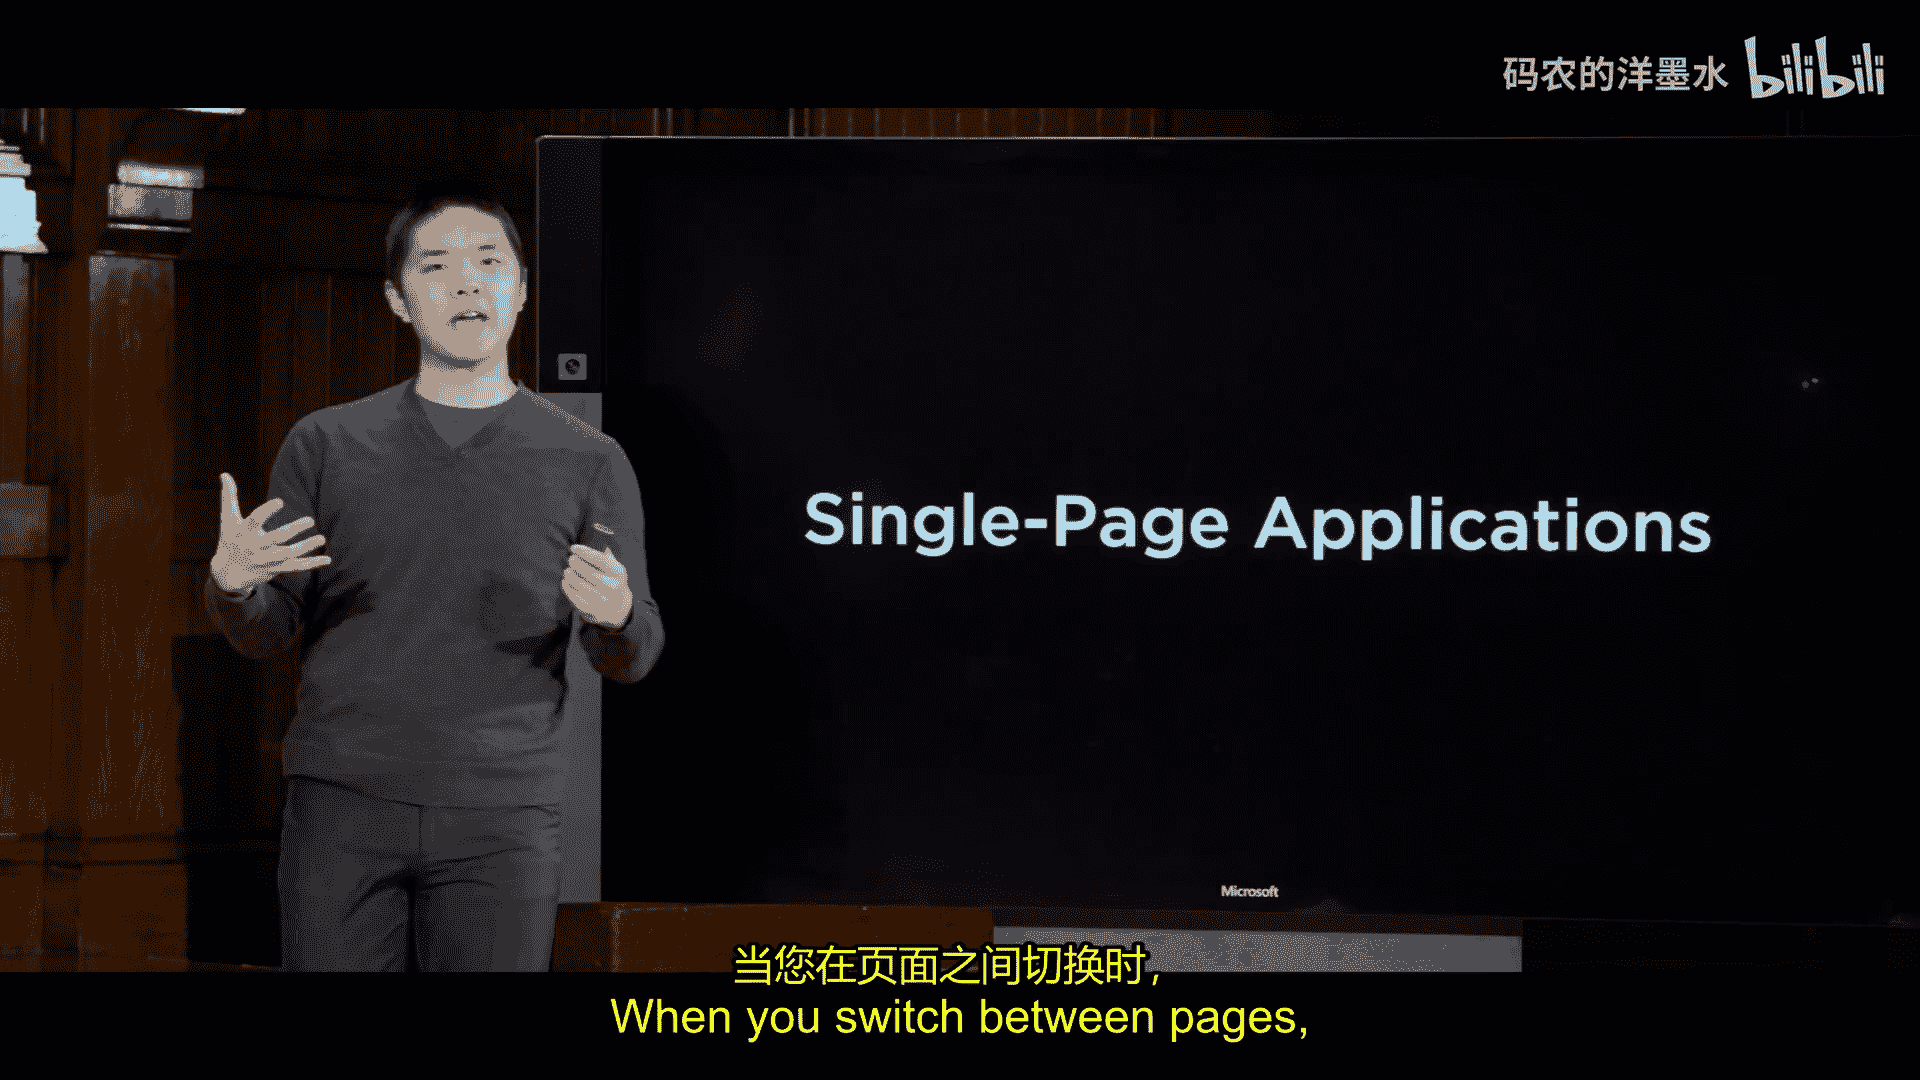 码农的洋墨水 bilibili
Single-Page Applications
Microsoft
当您在页面之间切换时，
When you switch between pages,